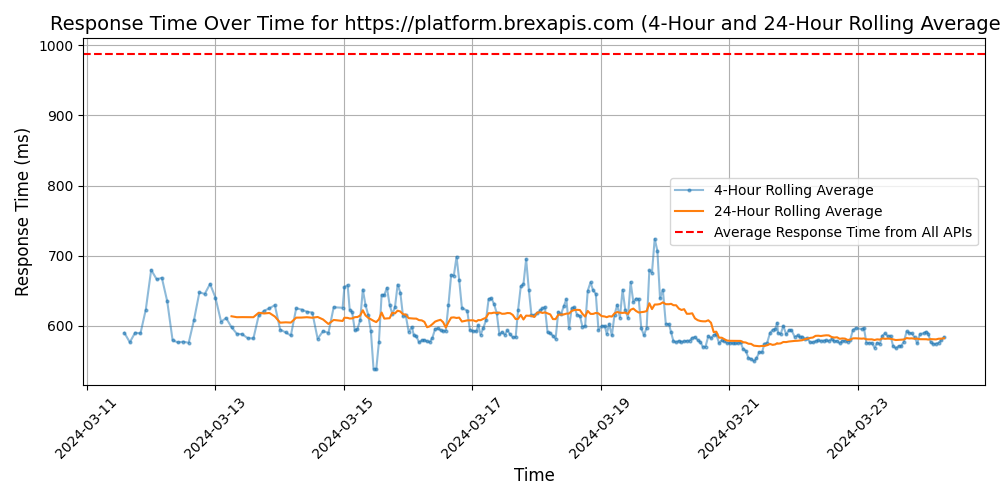 Response Time Over Time for https://platform.brexapis.com (4-Hour and 24-Hour Rolling Average
Response Time (ms)
1000
900
800
700
600
4-Hour Rolling Average
24-Hour Rolling Average
Average Response Time from All APIs
2024-03-11
2024-03-13
2024-03-15
2024-03-17
2024-03-19
2024-03-21
2024-03-23
Time